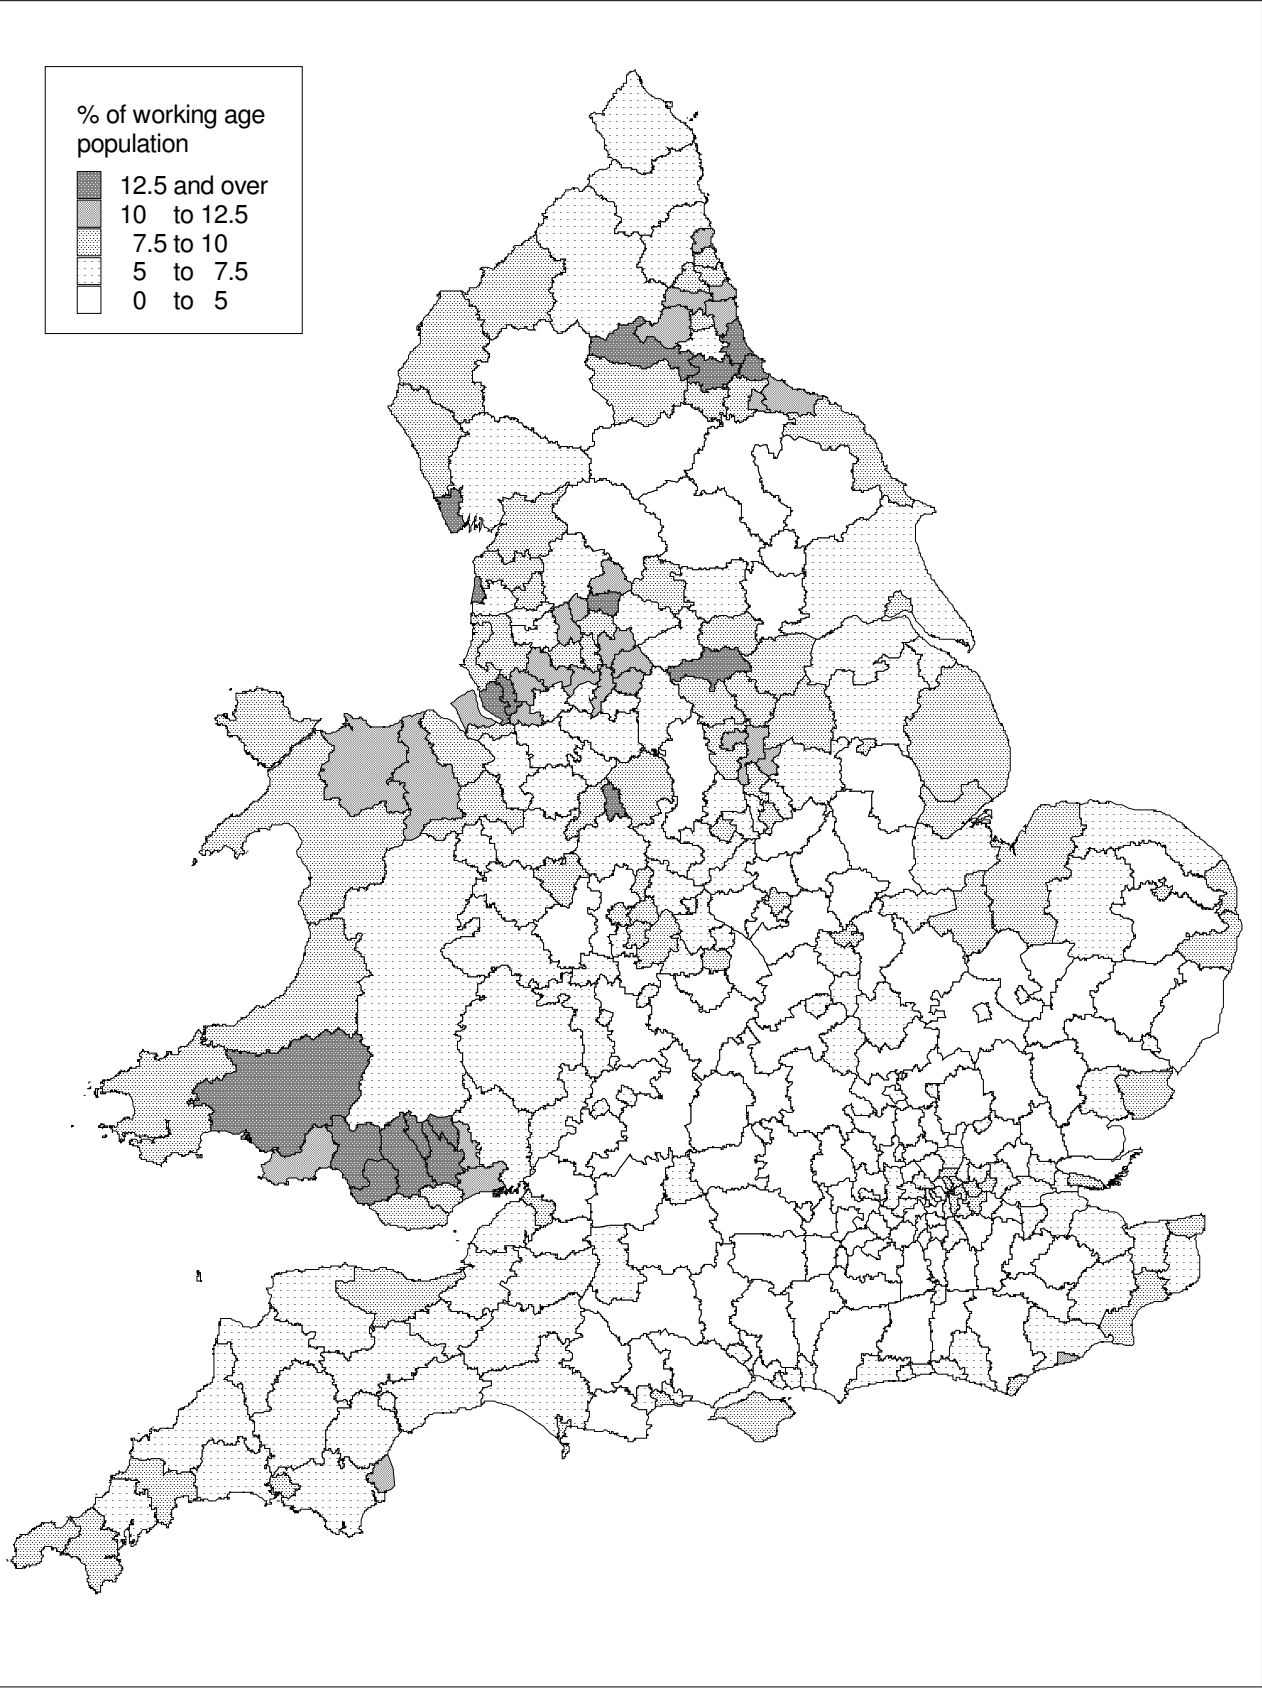 % of working age
population
12.5 and over
10 to 12.5
7.5 to 10
5 to 7.5
0 to 5